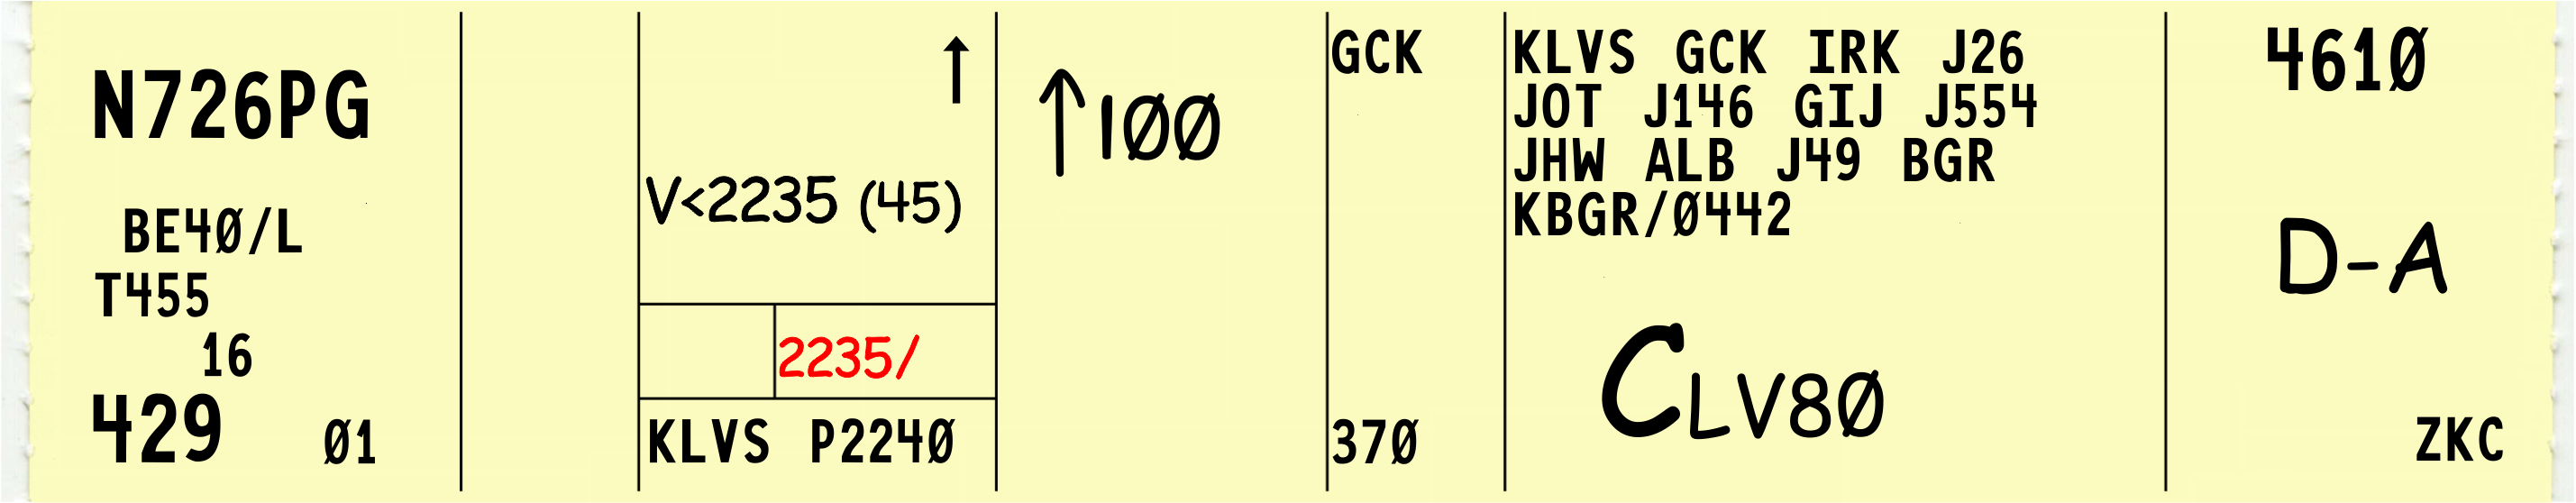 N726PG
BE4Ø/L
T455
16
429 Ø1
↑
V<2235 (45)
2235/
KLVS P224Ø
↑1ØØ
GCK
37Ø
KLVS GCK IRK J26
JOT J146 GIJ J554
JHW ALB J49 BGR
KBGR/Ø442
CLV8Ø
461Ø
D-A
ZKC